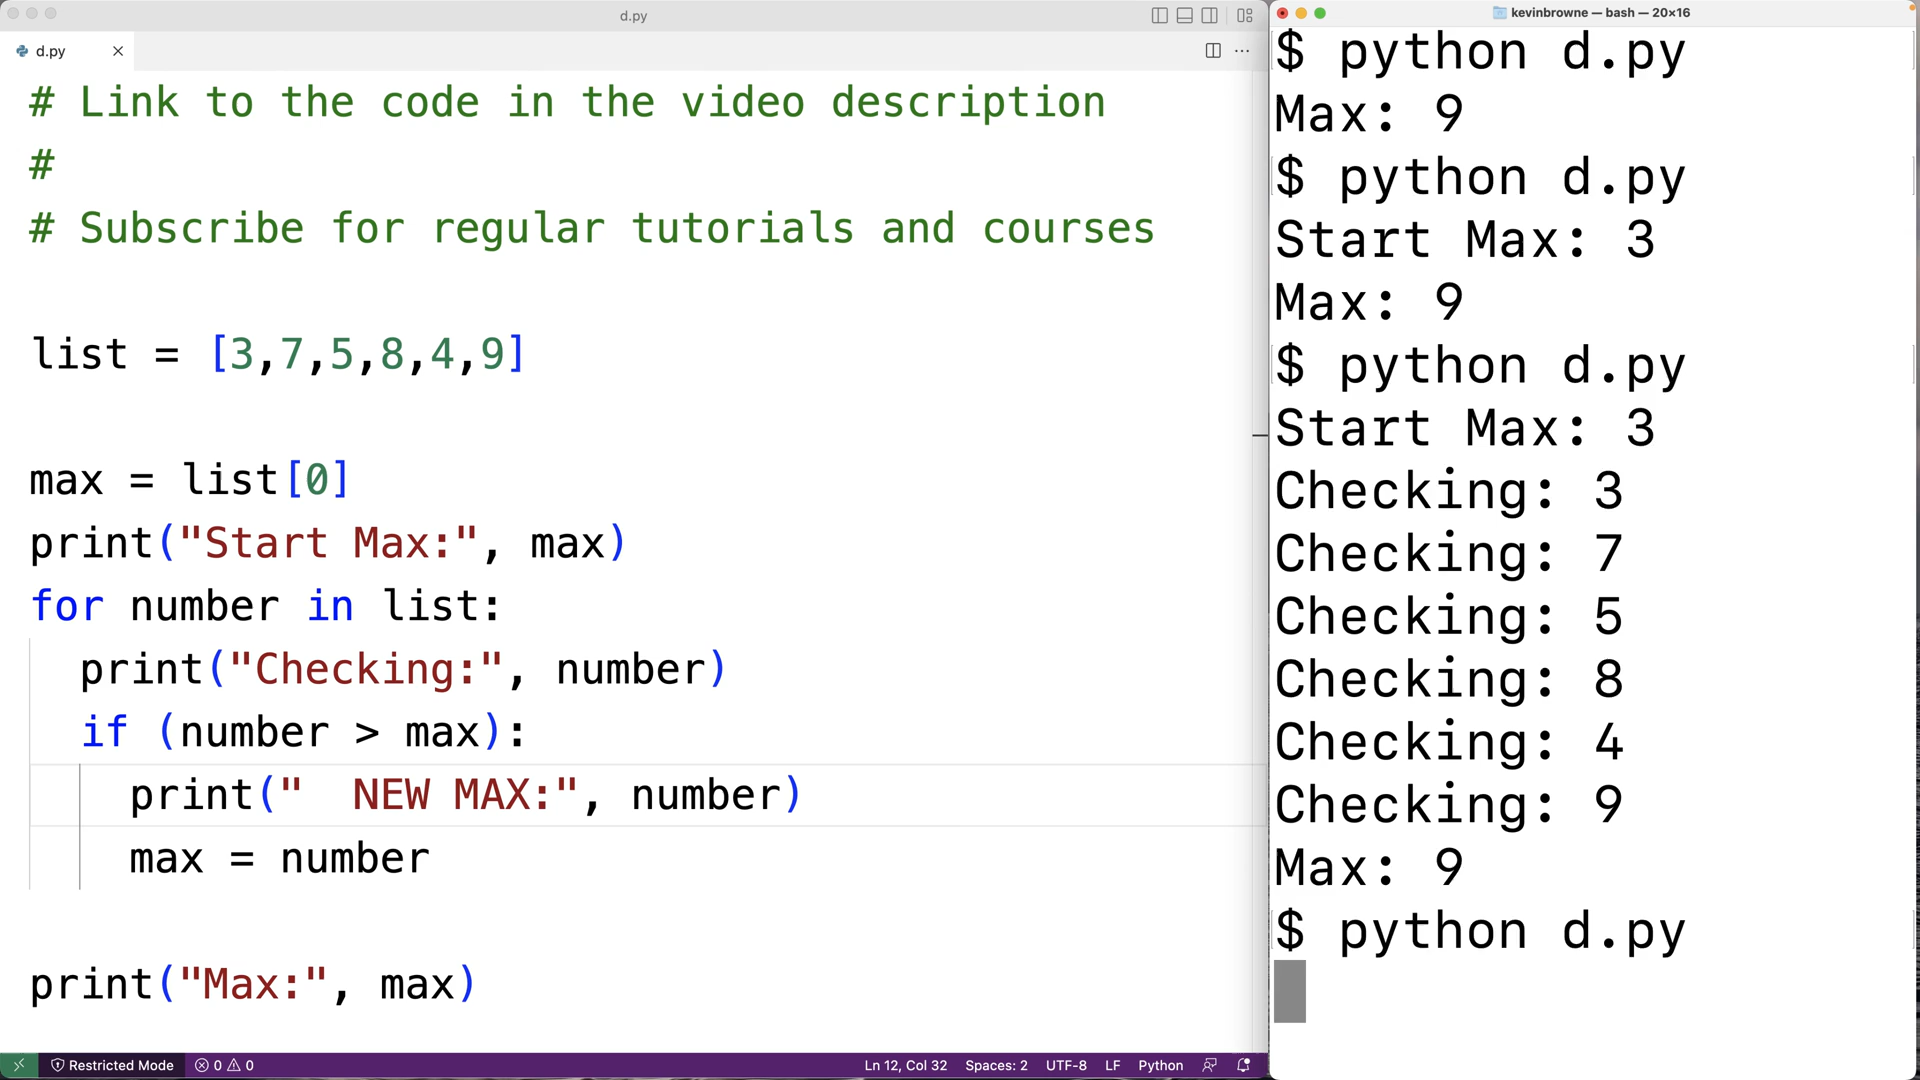 d.py
d.py
# Link to the code in the video description
#
# Subscribe for regular tutorials and courses
list = [3,7,5,8,4,9]
max = list[0]
print("Start Max:", max)
for number in list:
  print("Checking:", number)
  if (number > max):
    print("  NEW MAX:", number)
    max = number
print("Max:", max)
Restricted Mode 0 0 Ln 12, Col 32 Spaces: 2 UTF-8 LF Python
kevinbrowne — bash — 20×16
$ python d.py
Max: 9
$ python d.py
Start Max: 3
Max: 9
$ python d.py
Start Max: 3
Checking: 3
Checking: 7
Checking: 5
Checking: 8
Checking: 4
Checking: 9
Max: 9
$ python d.py